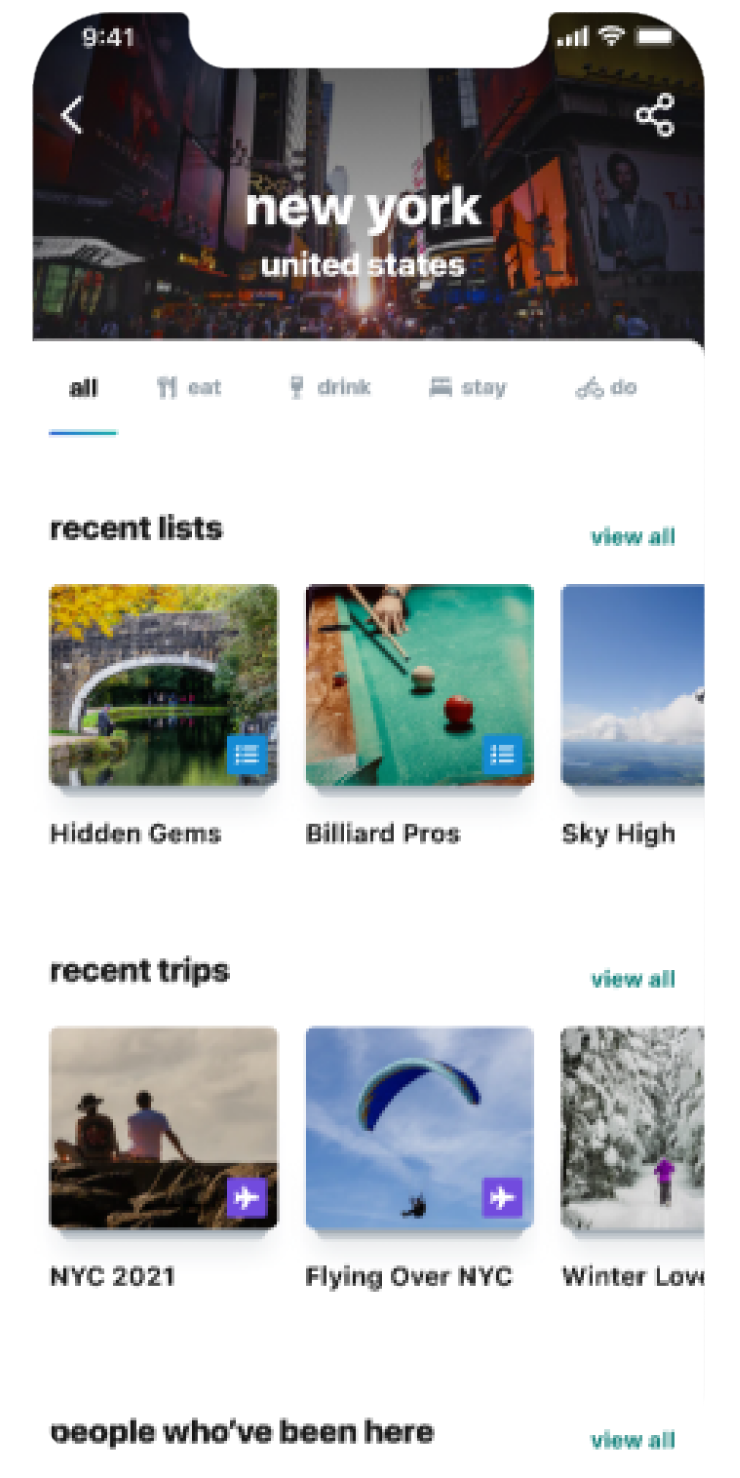 9:41
new york
united states
all eat drink stay do
recent lists view all
Hidden Gems Billiard Pros Sky High
recent trips view all
NYC 2021 Flying Over NYC Winter Love
people who've been here view all